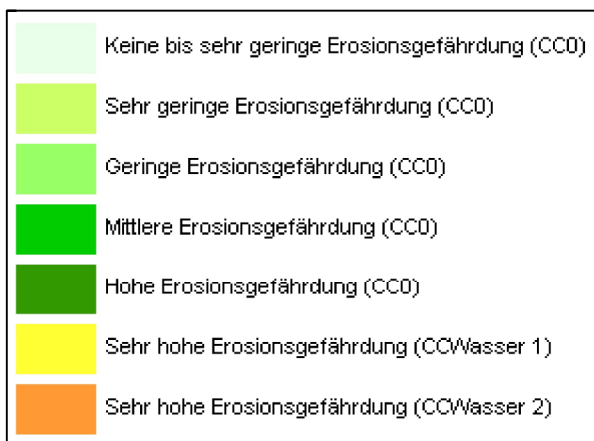 Keine bis sehr geringe Erosionsgefährdung (CC0)
Sehr geringe Erosionsgefährdung (CC0)
Geringe Erosionsgefährdung (CC0)
Mittlere Erosionsgefährdung (CC0)
Hohe Erosionsgefährdung (CC0)
Sehr hohe Erosionsgefährdung (CCWasser 1)
Sehr hohe Erosionsgefährdung (CCWasser 2)